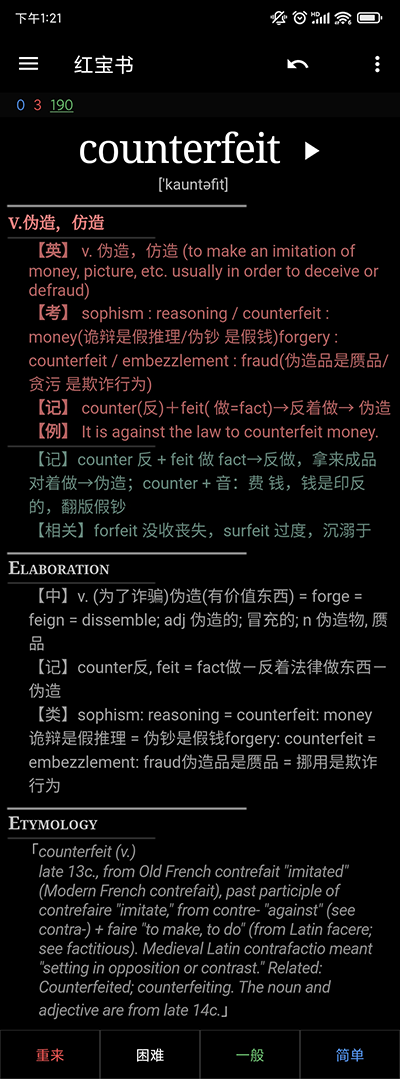 下午1:21
HD
红宝书
0 3 190
counterfeit
['kauntəfit]
v.伪造，仿造
【英】 v. 伪造，仿造 (to make an imitation of
money, picture, etc. usually in order to deceive or
defraud)
【考】 sophism : reasoning / counterfeit :
money(诡辩是假推理/伪钞 是假钱)forgery :
counterfeit / embezzlement : fraud(伪造品是赝品/
贪污 是欺诈行为)
【记】 counter(反)＋feit( 做=fact)→反着做→ 伪造
【例】 It is against the law to counterfeit money.
【记】counter 反 + feit 做 fact→反做，拿来成品
对着做→伪造；counter + 音：费 钱，钱是印反
的，翻版假钞
【相关】forfeit 没收丧失，surfeit 过度，沉溺于
Elaboration
【中】v. (为了诈骗)伪造(有价值东西) = forge =
feign = dissemble; adj 伪造的; 冒充的; n 伪造物, 赝
品
【记】counter反, feit = fact做－反着法律做东西－
伪造
【类】sophism: reasoning = counterfeit: money
诡辩是假推理 = 伪钞是假钱forgery: counterfeit =
embezzlement: fraud伪造品是赝品 = 挪用是欺诈
行为
Etymology
「counterfeit (v.)
late 13c., from Old French contrefait "imitated"
(Modern French contrefait), past participle of
contrefaire "imitate," from contre- "against" (see
contra-) + faire "to make, to do" (from Latin facere;
see factitious). Medieval Latin contrafactio meant
"setting in opposition or contrast." Related:
Counterfeited; counterfeiting. The noun and
adjective are from late 14c.」
重来 困难 一般 简单